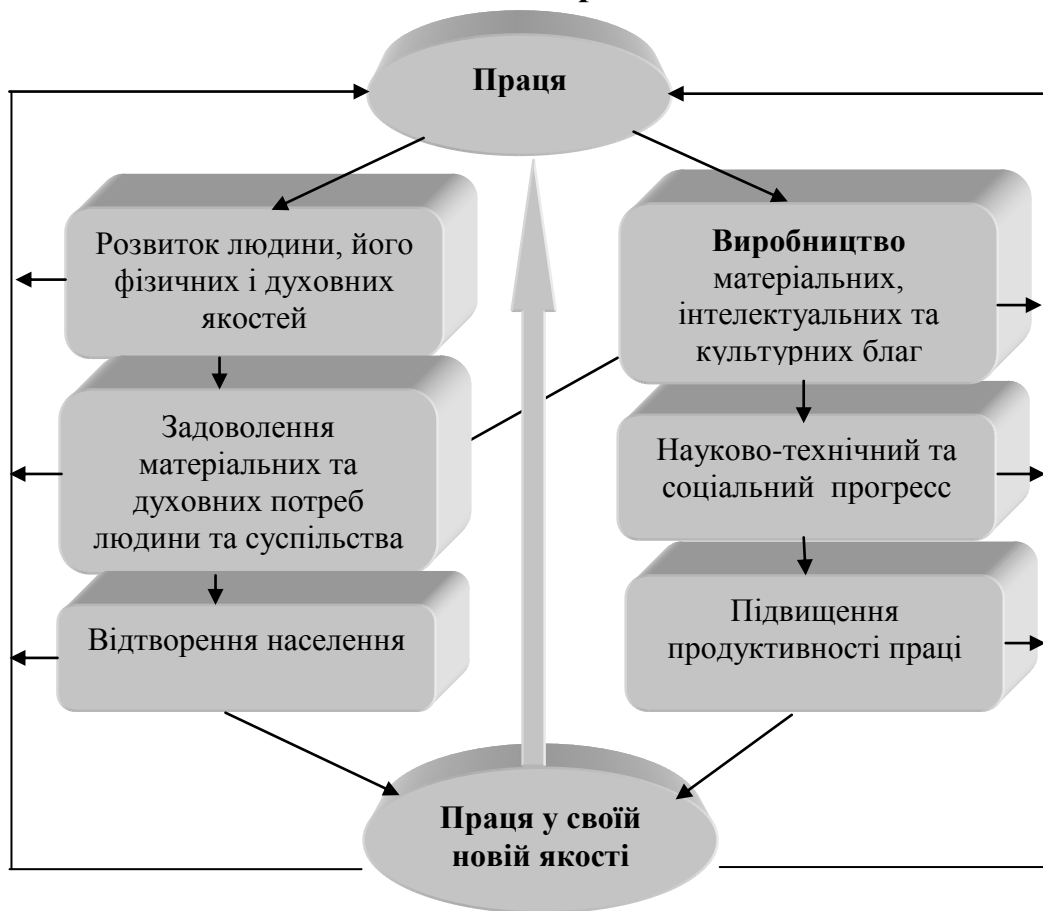 Праця
Розвиток людини, його
фізичних і духовних
якостей
Виробництво
матеріальних,
інтелектуальних та
культурних благ
Задоволення
матеріальних та
духовних потреб
людини та суспільства
Науково-технічний та
соціальний прогресс
Відтворення населення
Підвищення
продуктивності праці
Праця у своїй
новій якості